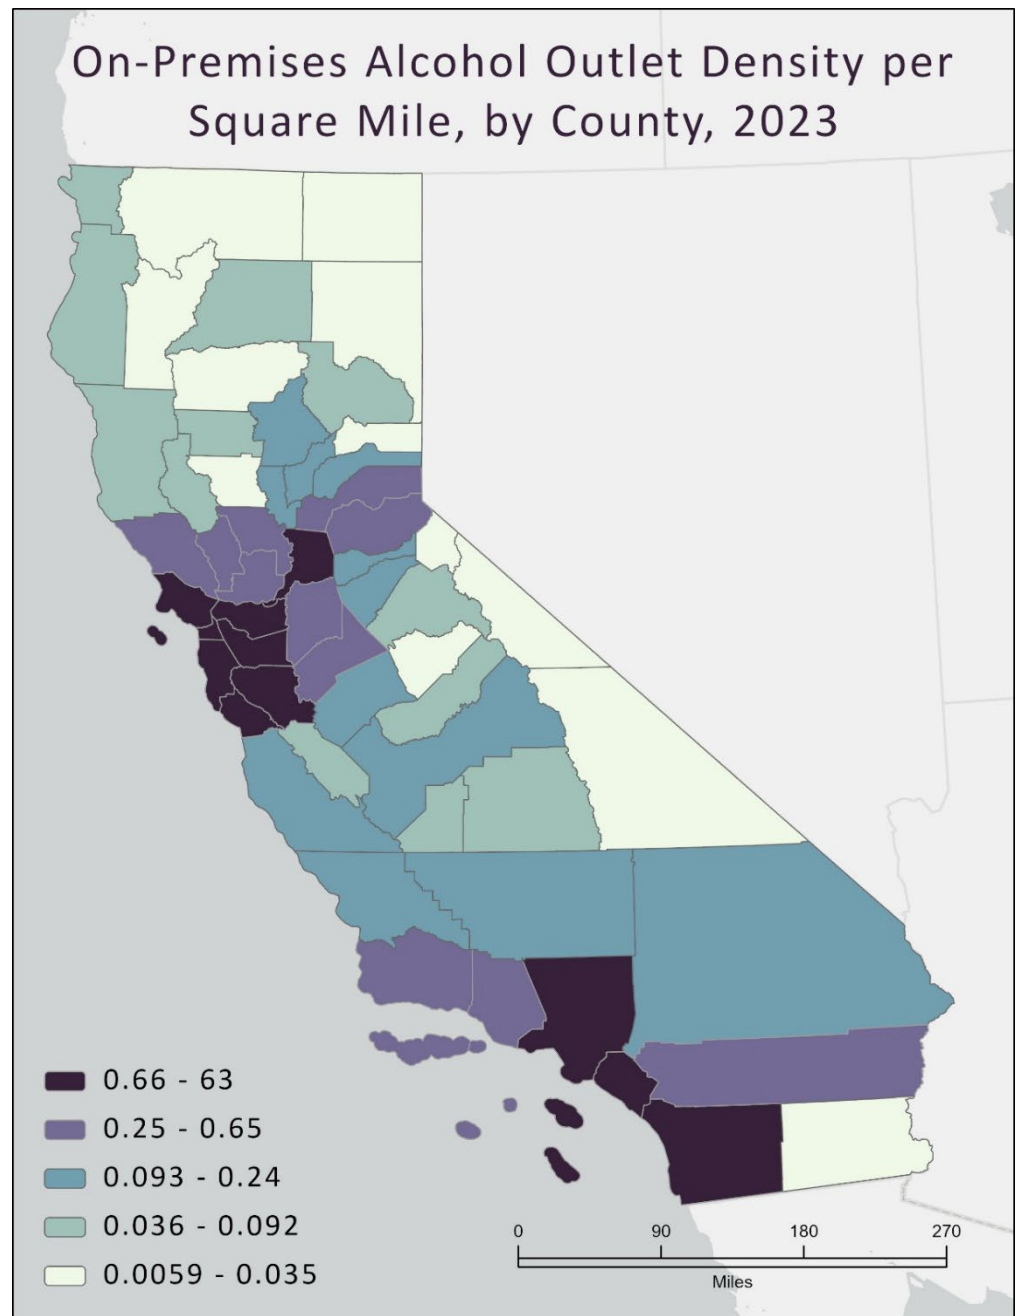 On-Premises Alcohol Outlet Density per
Square Mile, by County, 2023
0.66 - 63
0.25 - 0.65
0.093 - 0.24
0.036 - 0.092
0.0059 - 0.035
0 90 180 270
Miles